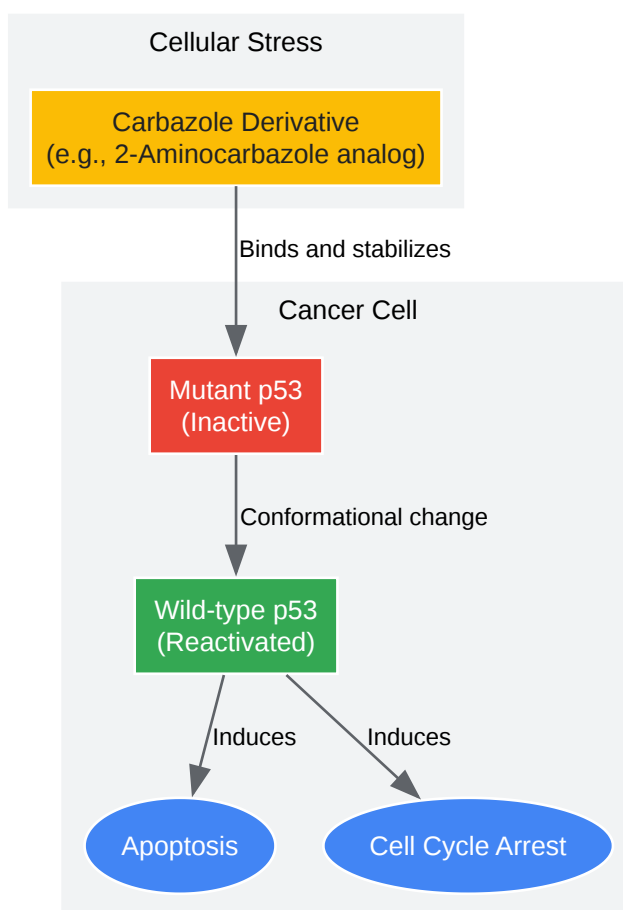 Cellular Stress
Carbazole Derivative
(e.g., 2-Aminocarbazole analog)
Binds and stabilizes
Cancer Cell
Mutant p53
(Inactive)
Conformational change
Wild-type p53
(Reactivated)
Induces
Induces
Apoptosis
Cell Cycle Arrest